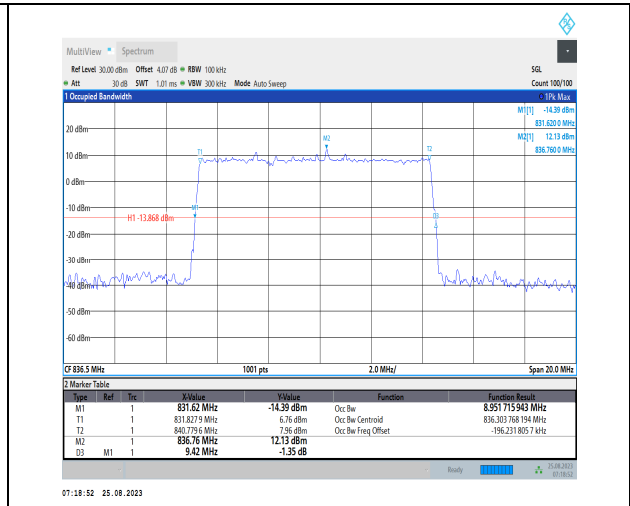 MultiView Spectrum
Ref Level 30.00 dBm Offset 4.07 dB RBW 100 kHz SGL
Att 30 dB SWT 1.01 ms VBW 300 kHz Mode Auto Sweep Count 100/100
1 Occupied Bandwidth 1Pk Max
M1[1] -14.39 dBm
831.620 0 MHz
M2[1] 12.13 dBm
836.760 0 MHz
20 dBm
M2
T1
T2
10 dBm
0 dBm
-10 dBm
M1
H1 -13.868 dBm
D3
-20 dBm
-30 dBm
-40 dBm
-50 dBm
-60 dBm
CF 836.5 MHz 1001 pts 2.0 MHz/ Span 20.0 MHz
2 Marker Table
Type Ref Trc X-Value Y-Value Function Function Result
M1 1 831.62 MHz -14.39 dBm Occ Bw 8.951 715 943 MHz
T1 1 831.827 9 MHz 6.76 dBm Occ Bw Centroid 836.303 768 194 MHz
T2 1 840.779 6 MHz 7.96 dBm Occ Bw Freq Offset -196.231 805 7 kHz
M2 1 836.76 MHz 12.13 dBm
D3 M1 1 9.42 MHz -1.35 dB
Ready 25.08.2023
07:18:52
07:18:52 25.08.2023